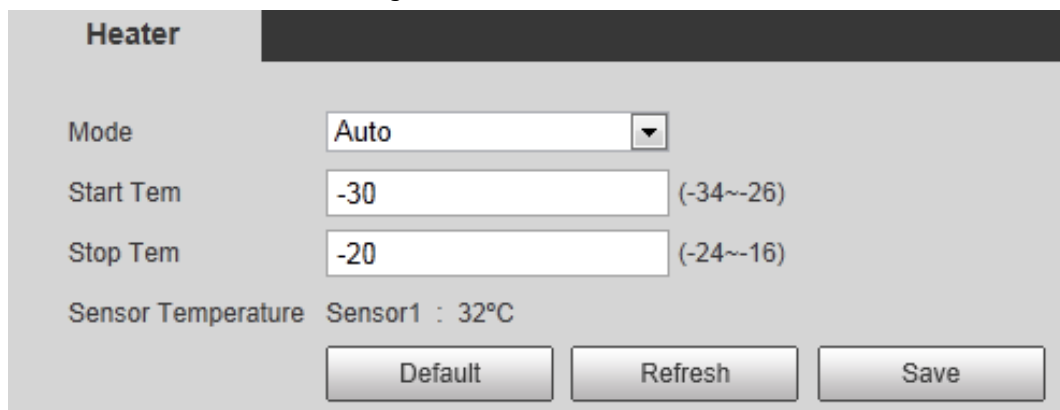 Heater
Mode Auto
Start Tem -30 (-34~-26)
Stop Tem -20 (-24~-16)
Sensor Temperature Sensor1 : 32°C
Default Refresh Save